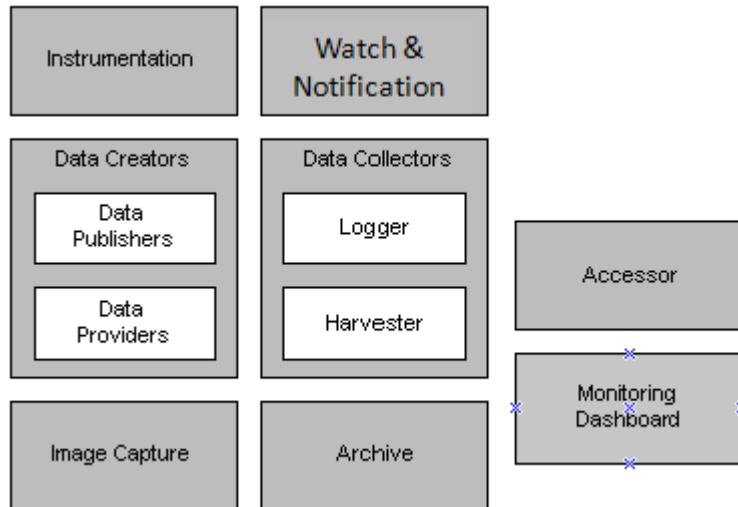 Instrumentation
Watch &
Notification
Data Creators
Data
Publishers
Data
Providers
Data Collectors
Logger
Harvester
Accessor
Monitoring
Dashboard
Image Capture
Archive